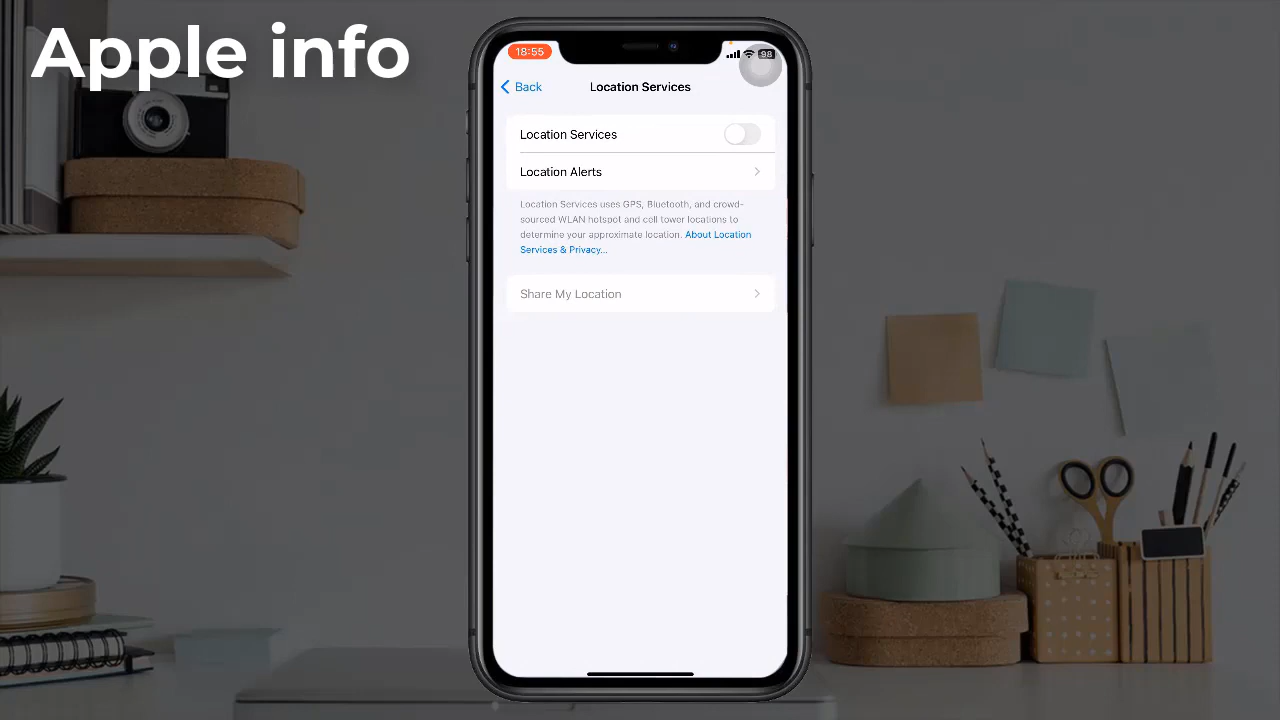 Apple info
18:55
98
Back
Location Services
Location Services
Location Alerts
Location Services uses GPS, Bluetooth, and crowd-
sourced WLAN hotspot and cell tower locations to
determine your approximate location. About Location
Services & Privacy...
Share My Location